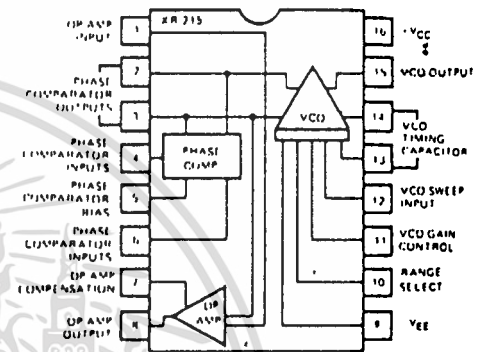 OP AMP
INPUT
1
XR 215
16
+VCC
2
15
VCO OUTPUT
PHASE
COMPARATOR
OUTPUTS
3
VCO
14
VCO
TIMING
CAPACITOR
PHASE
COMPARATOR
INPUTS
4
PHASE
COMP
13
PHASE
COMPARATOR
BIAS
5
12
VCO SWEEP
INPUT
PHASE
COMPARATOR
INPUTS
6
11
VCO GAIN
CONTROL
OP AMP
COMPENSATION
7
10
RANGE
SELECT
OP AMP
OUTPUT
8
OP
AMP
9
VEE